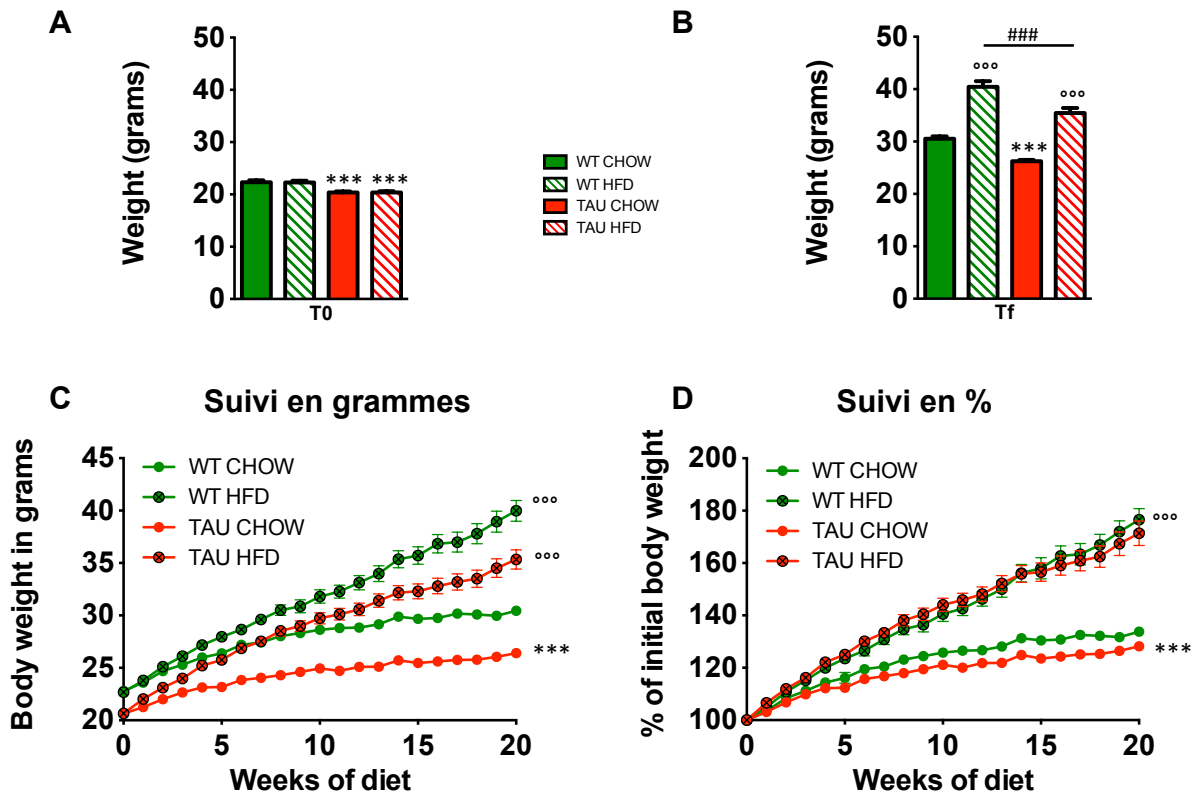 A
B
50
40
30
20
10
0
Weight (grams)
*** ***
T0
WT CHOW
WT HFD
TAU CHOW
TAU HFD
50
40
30
20
10
0
Weight (grams)
###
°°°
°°°
***
Tf
C
Suivi en grammes
45
40
35
30
25
20
Body weight in grams
WT CHOW
WT HFD
TAU CHOW
TAU HFD
°°°
°°°
***
0 5 10 15 20
Weeks of diet
D
Suivi en %
200
180
160
140
120
100
% of initial body weight
WT CHOW
WT HFD
TAU CHOW
TAU HFD
°°°
***
0 5 10 15 20
Weeks of diet